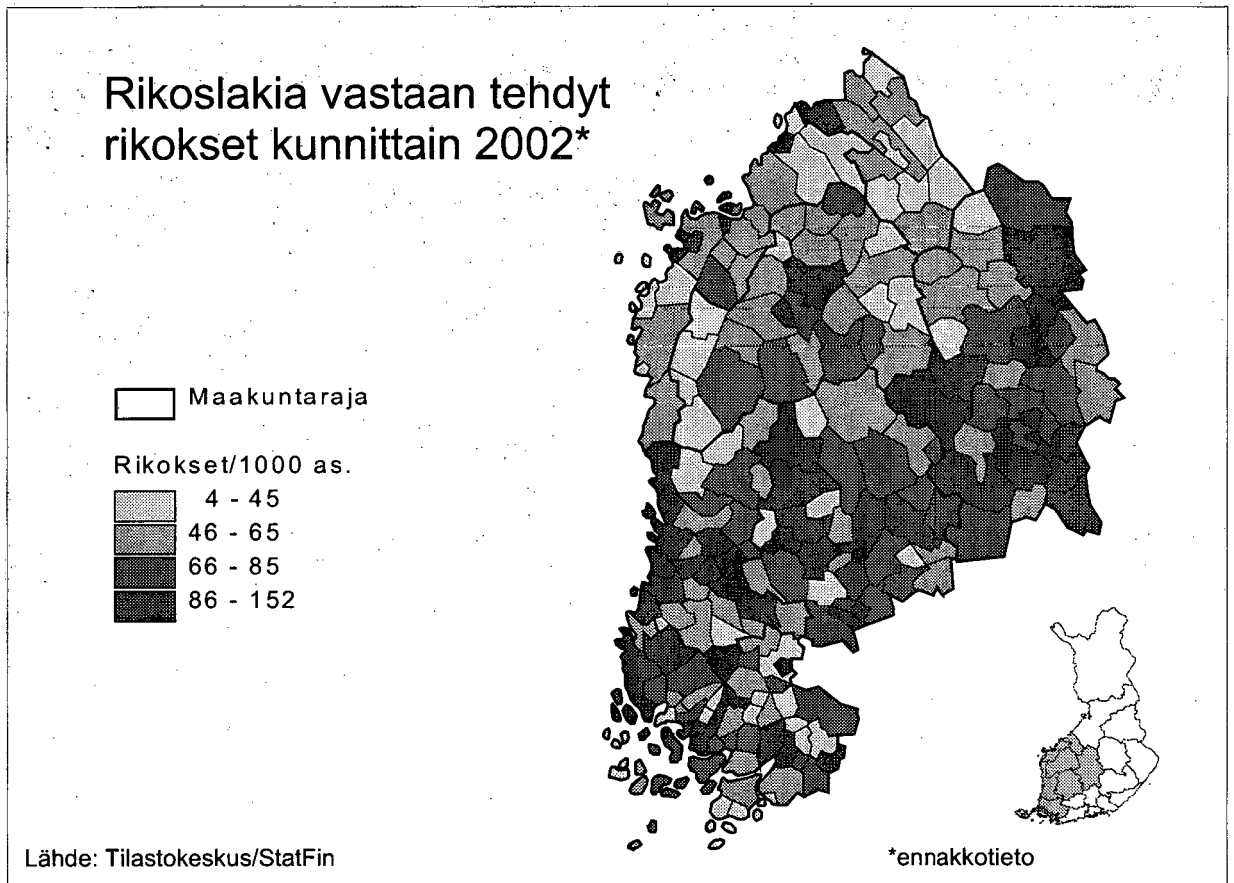 Rikoslakia vastaan tehdyt
rikokset kunnittain 2002*
Maakuntaraja
Rikokset/1000 as.
4 - 45
46 - 65
66 - 85
86 - 152
Lähde: Tilastokeskus/StatFin
*ennakkotieto